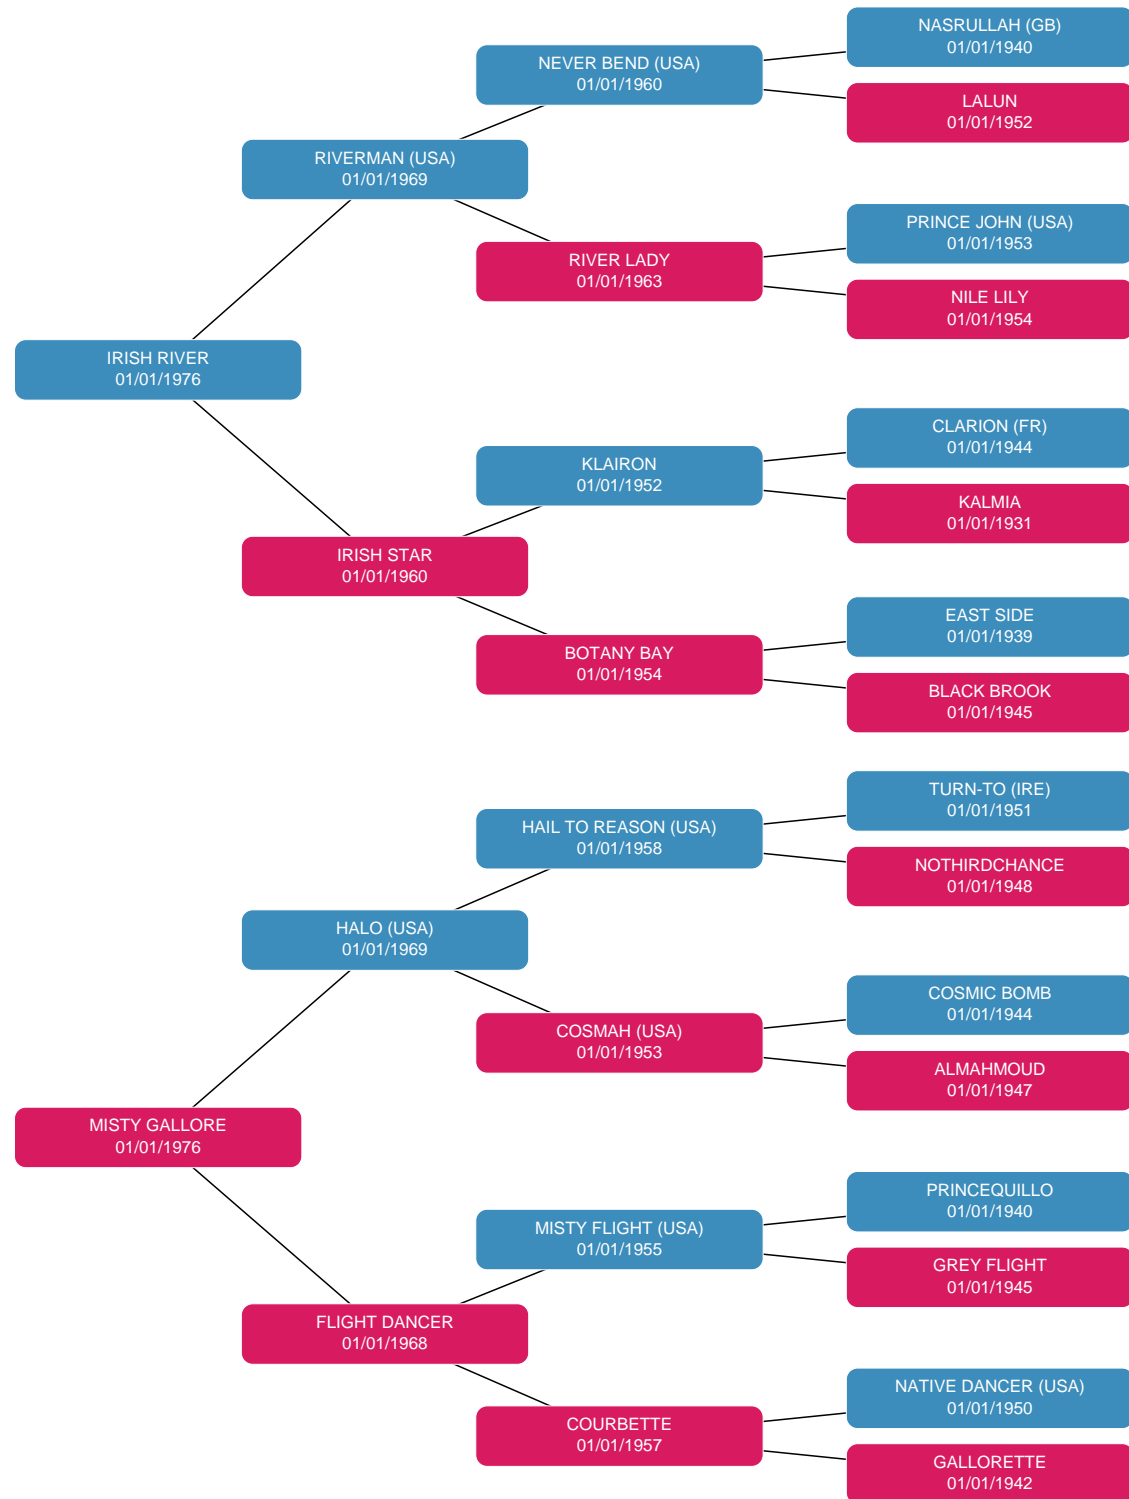 NASRULLAH (GB)
01/01/1940
NEVER BEND (USA)
01/01/1960
LALUN
01/01/1952
RIVERMAN (USA)
01/01/1969
PRINCE JOHN (USA)
01/01/1953
RIVER LADY
01/01/1963
NILE LILY
01/01/1954
IRISH RIVER
01/01/1976
CLARION (FR)
01/01/1944
KLAIRON
01/01/1952
KALMIA
01/01/1931
IRISH STAR
01/01/1960
EAST SIDE
01/01/1939
BOTANY BAY
01/01/1954
BLACK BROOK
01/01/1945
TURN-TO (IRE)
01/01/1951
HAIL TO REASON (USA)
01/01/1958
NOTHIRDCHANCE
01/01/1948
HALO (USA)
01/01/1969
COSMIC BOMB
01/01/1944
COSMAH (USA)
01/01/1953
ALMAHMOUD
01/01/1947
MISTY GALLORE
01/01/1976
PRINCEQUILLO
01/01/1940
MISTY FLIGHT (USA)
01/01/1955
GREY FLIGHT
01/01/1945
FLIGHT DANCER
01/01/1968
NATIVE DANCER (USA)
01/01/1950
COURBETTE
01/01/1957
GALLORETTE
01/01/1942